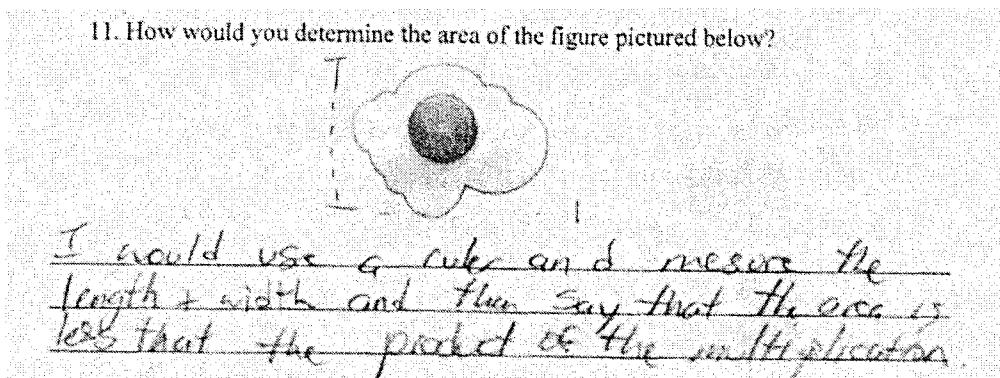 11. How would you determine the area of the figure pictured below?
I would use a ruler and mesure the
length + width and then say that the area is
less that the product of the multiplication